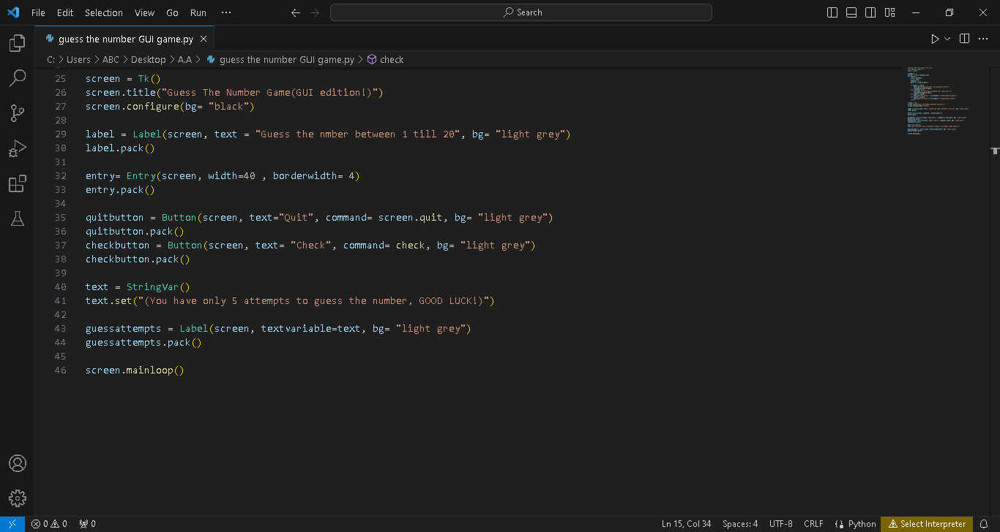 File Edit Selection View Go Run ··· Search
guess the number GUI game.py
C: > Users > ABC > Desktop > A.A > guess the number GUI game.py > check
25 screen = Tk()
26 screen.title("Guess The Number Game(GUI edition!)")
27 screen.configure(bg= "black")
28
29 label = Label(screen, text = "Guess the nmber between 1 till 20", bg= "light grey")
30 label.pack()
31
32 entry= Entry(screen, width=40 , borderwidth= 4)
33 entry.pack()
34
35 quitbutton = Button(screen, text="Quit", command= screen.quit, bg= "light grey")
36 quitbutton.pack()
37 checkbutton = Button(screen, text= "Check", command= check, bg= "light grey")
38 checkbutton.pack()
39
40 text = StringVar()
41 text.set("(You have only 5 attempts to guess the number, GOOD LUCK!)")
42
43 guessattempts = Label(screen, textvariable=text, bg= "light grey")
44 guessattempts.pack()
45
46 screen.mainloop()
0 0 0 Ln 15, Col 34 Spaces: 4 UTF-8 CRLF Python Select Interpreter